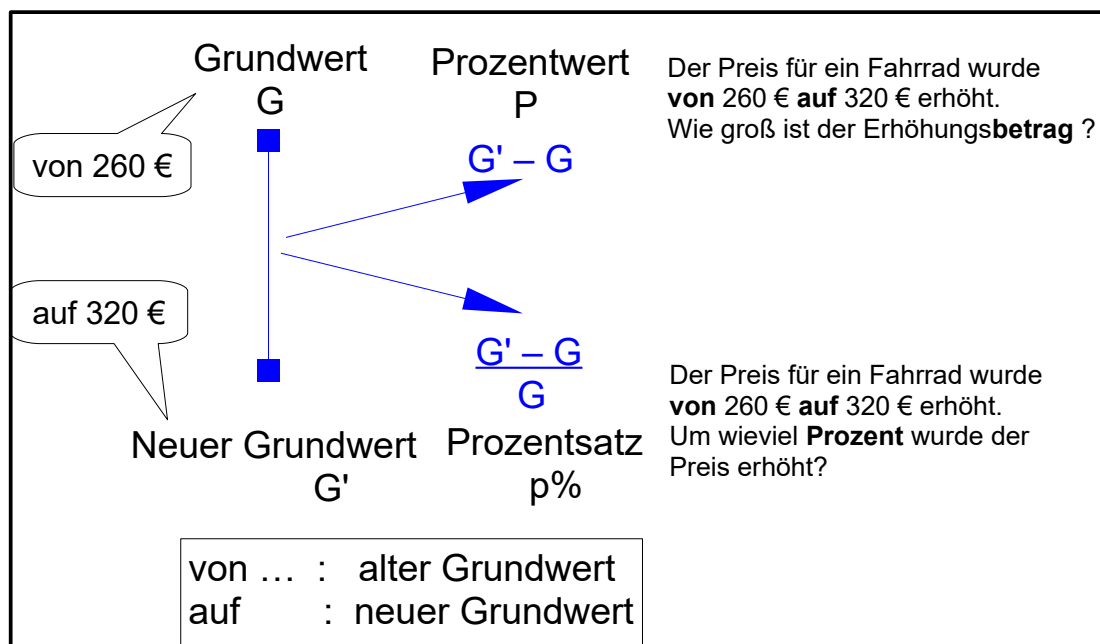 Grundwert
G
Prozentwert
P
Der Preis für ein Fahrrad wurde
von 260 € auf 320 € erhöht.
Wie groß ist der Erhöhungsbetrag ?
von 260 €
G' – G
auf 320 €
G' – G
G
Der Preis für ein Fahrrad wurde
von 260 € auf 320 € erhöht.
Um wieviel Prozent wurde der
Preis erhöht?
Neuer Grundwert
G'
Prozentsatz
p%
von … : alter Grundwert
auf : neuer Grundwert